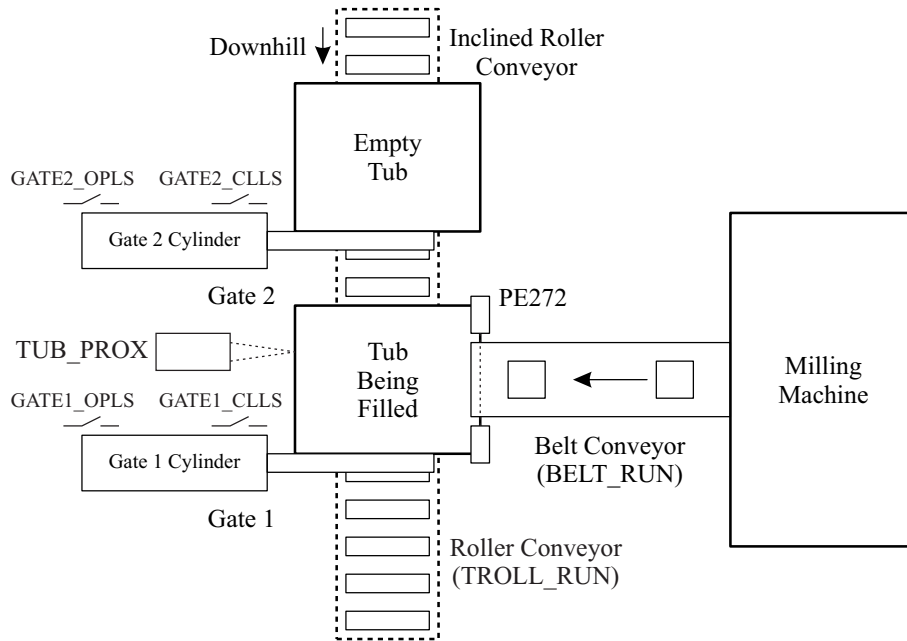 Downhill
Inclined Roller
Conveyor
Empty
Tub
GATE2_OPLS
GATE2_CLLS
Gate 2 Cylinder
Gate 2
PE272
TUB_PROX
Tub
Being
Filled
Milling
Machine
GATE1_OPLS
GATE1_CLLS
Gate 1 Cylinder
Belt Conveyor
(BELT_RUN)
Gate 1
Roller Conveyor
(TROLL_RUN)